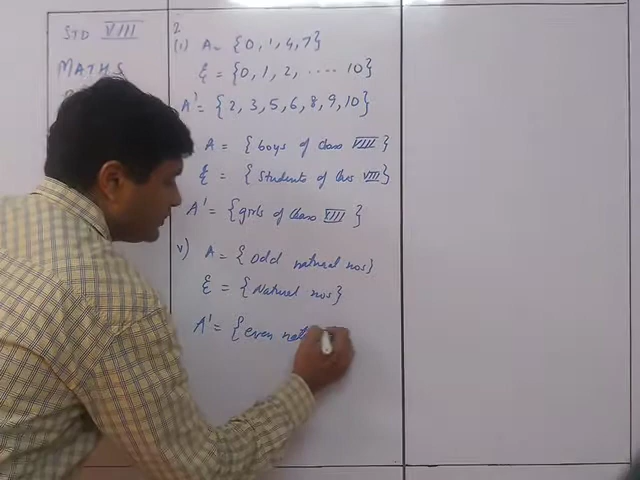 STD VIII
MATHS
2
(i) A = {0, 1, 4, 7}
ξ = {0, 1, 2, .... 10}
A' = {2, 3, 5, 6, 8, 9, 10}
A = {boys of class VIII}
ξ = {Students of class VIII}
A' = {girls of class VIII}
v) A = {odd natural nos}
ξ = {Natural nos}
A' = {even nat